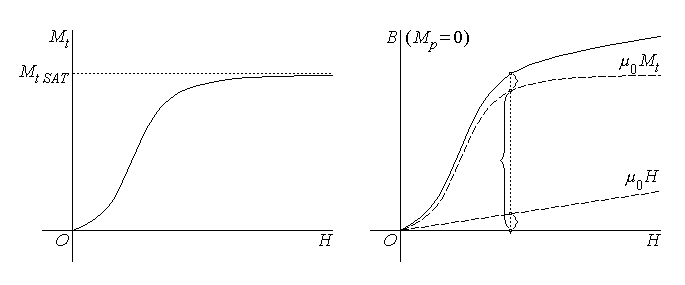 M_t
M_t SAT
O
H
B (M_p=0)
μ_0 M_t
μ_0 H
O
H